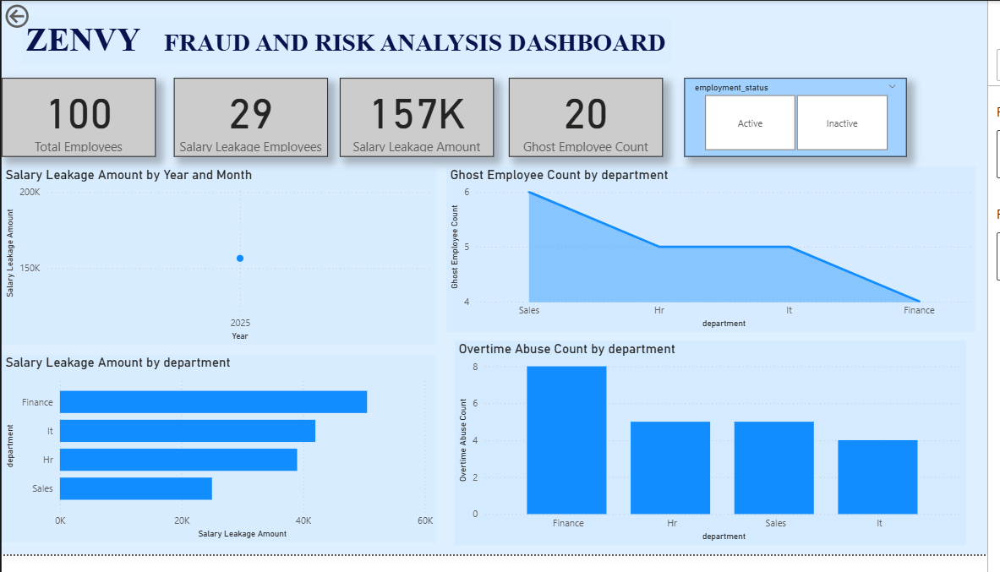 ZENVY FRAUD AND RISK ANALYSIS DASHBOARD
100
Total Employees
29
Salary Leakage Employees
157K
Salary Leakage Amount
20
Ghost Employee Count
employment_status
Active
Inactive
Salary Leakage Amount by Year and Month
Salary Leakage Amount
200K
150K
2025
Year
Ghost Employee Count by department
Ghost Employee Count
6
5
4
Sales
Hr
It
Finance
department
Salary Leakage Amount by department
department
Finance
It
Hr
Sales
0K
20K
40K
60K
Salary Leakage Amount
Overtime Abuse Count by department
Overtime Abuse Count
8
6
4
2
0
Finance
Hr
Sales
It
department